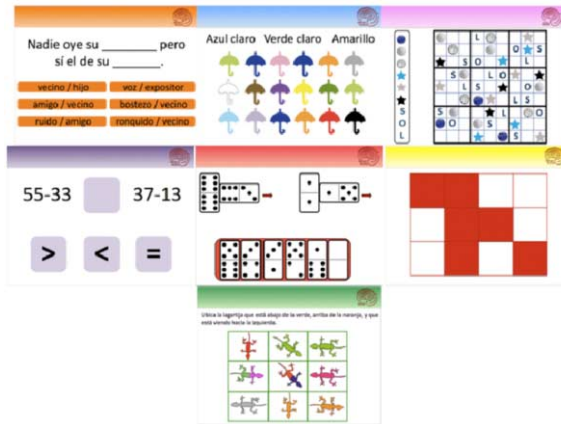 Nadie oye su ________ pero
sí el de su _______.
vecino / hijo
voz / expositor
amigo / vecino
bostezo / vecino
ruido / amigo
ronquido / vecino
Azul claro Verde claro Amarillo
S
O
L
L
O S
S O L
S L O
L S
L S
S L O
O S
S L
55-33 37-13
> < =
Ubica la lagartija que está abajo de la verde, arriba de la naranja, y que
está viendo hacia la izquierda.